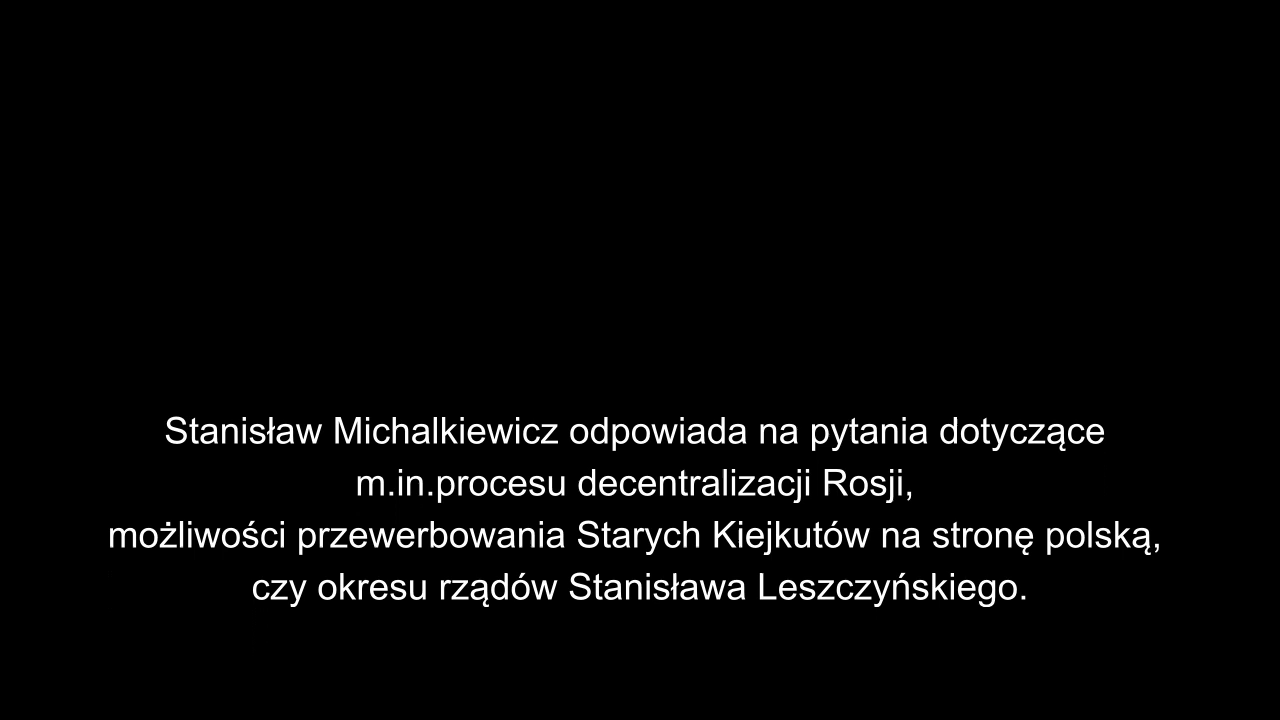 Stanisław Michalkiewicz odpowiada na pytania dotyczące
m.in.procesu decentralizacji Rosji,
możliwości przewerbowania Starych Kiejkutów na stronę polską,
czy okresu rządów Stanisława Leszczyńskiego.